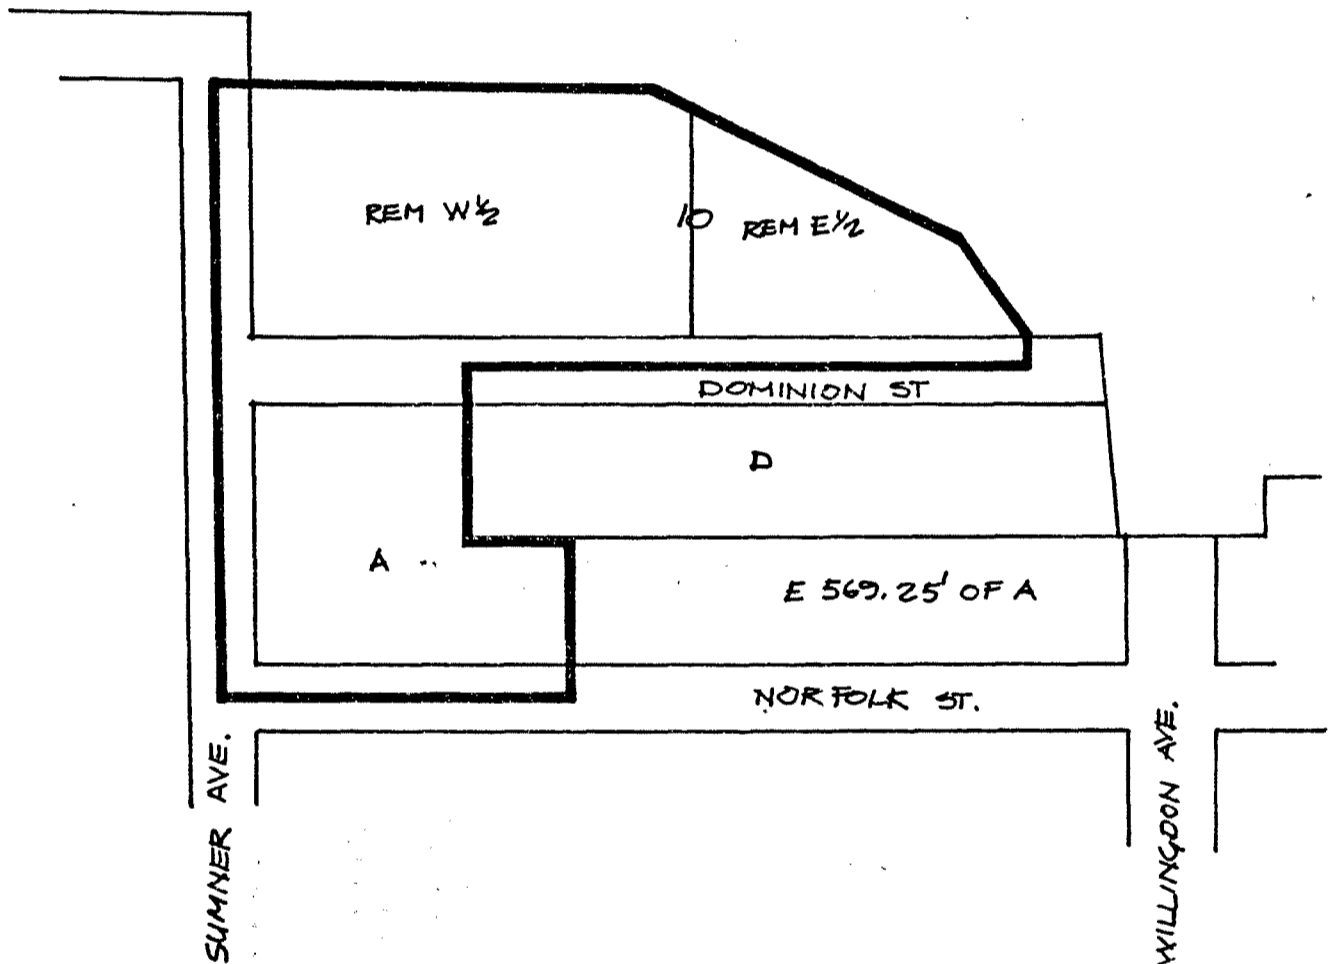 REM W½
10
REM E½
DOMINION ST
D
A
E 569.25' OF A
NORFOLK ST.
SUMNER AVE.
WILLINGDON AVE.